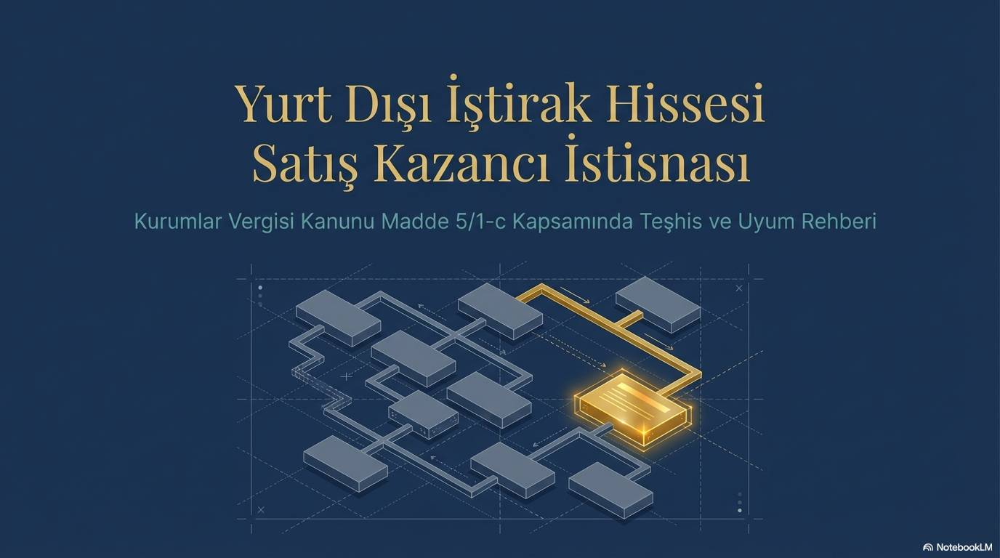 Yurt Dışı İştirak Hissesi
Satış Kazancı İstisnası
Kurumlar Vergisi Kanunu Madde 5/1-c Kapsamında Teşhis ve Uyum Rehberi
NotebookLM